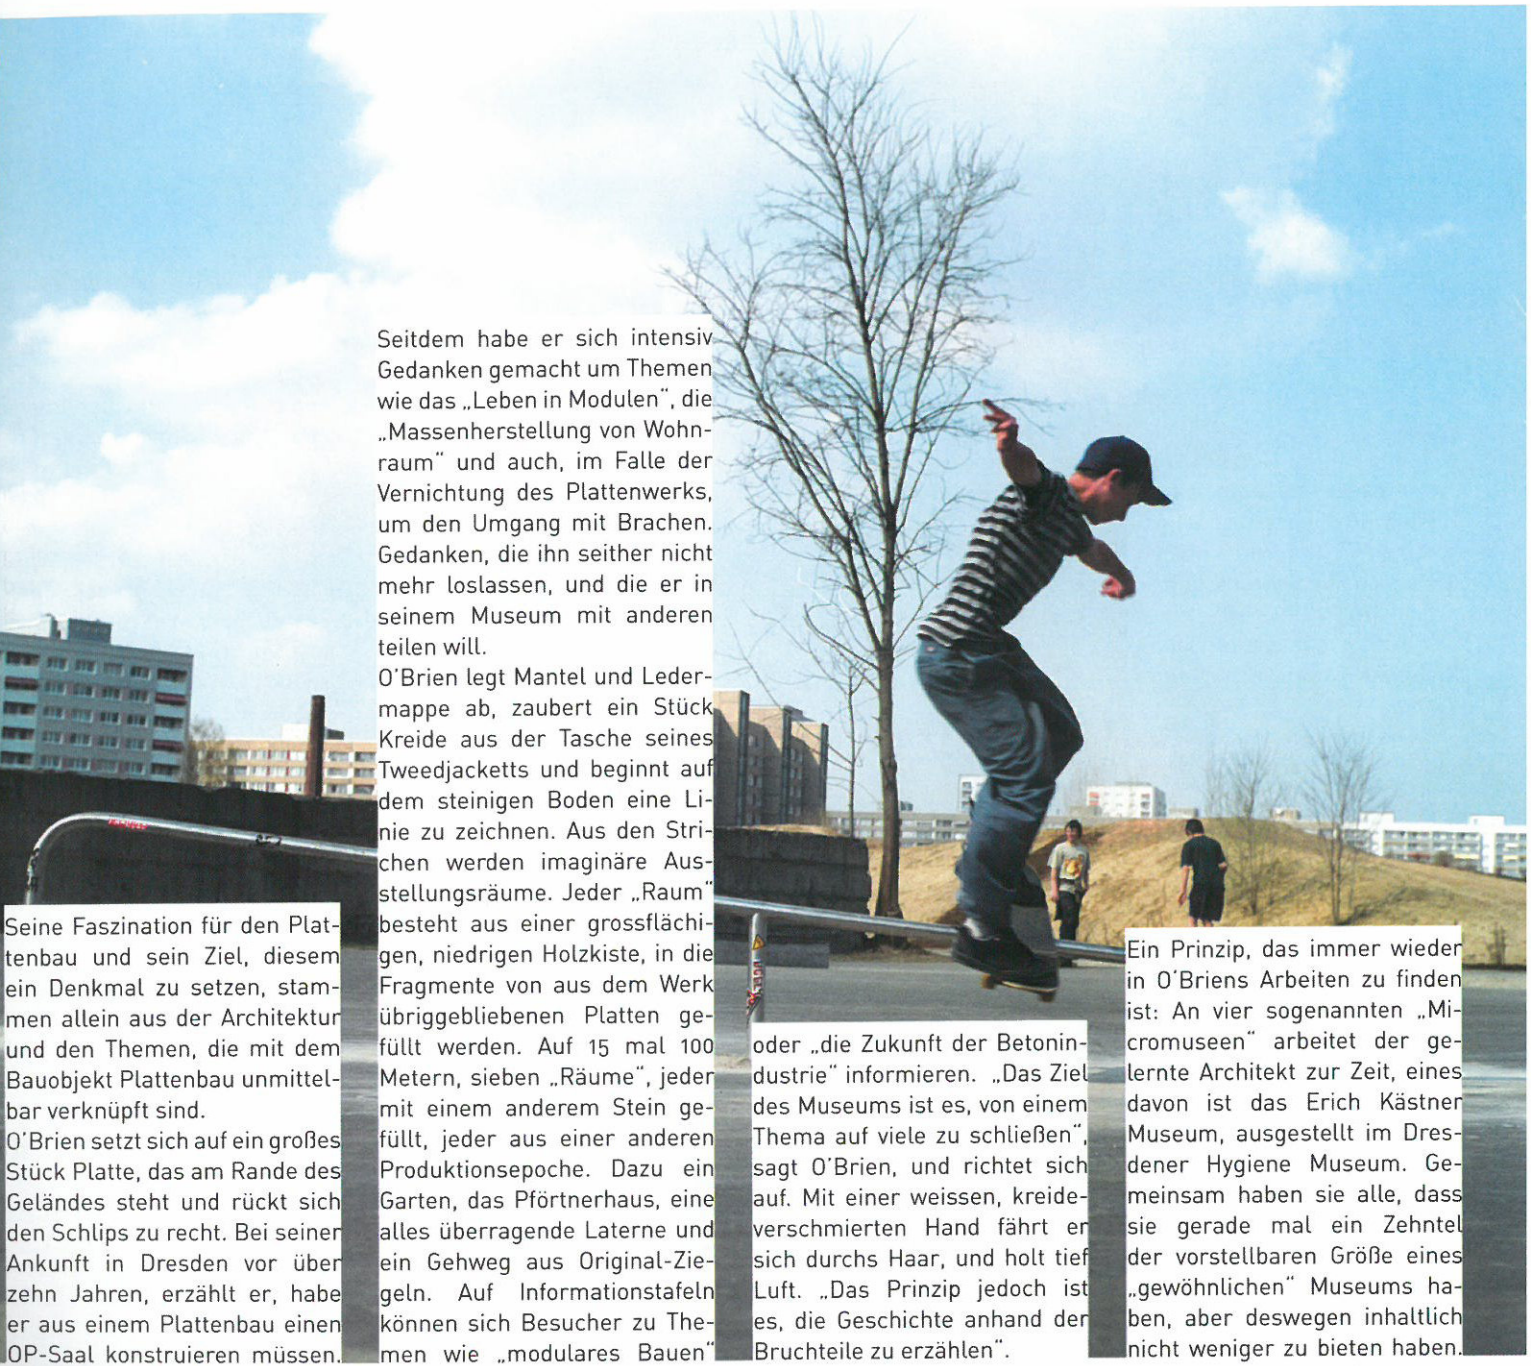 Seine Faszination für den Plat-
tenbau und sein Ziel, diesem
ein Denkmal zu setzen, stam-
men allein aus der Architektur
und den Themen, die mit dem
Bauobjekt Plattenbau unmittel-
bar verknüpft sind.
O'Brien setzt sich auf ein großes
Stück Platte, das am Rande des
Geländes steht und rückt sich
den Schlips zu recht. Bei seiner
Ankunft in Dresden vor über
zehn Jahren, erzählt er, habe
er aus einem Plattenbau einen
OP-Saal konstruieren müssen.
Seitdem habe er sich intensiv
Gedanken gemacht um Themen
wie das „Leben in Modulen“, die
„Massenherstellung von Wohn-
raum“ und auch, im Falle der
Vernichtung des Plattenwerks,
um den Umgang mit Brachen.
Gedanken, die ihn seither nicht
mehr loslassen, und die er in
seinem Museum mit anderen
teilen will.
O'Brien legt Mantel und Leder-
mappe ab, zaubert ein Stück
Kreide aus der Tasche seines
Tweedjacketts und beginnt auf
dem steinigen Boden eine Li-
nie zu zeichnen. Aus den Stri-
chen werden imaginäre Aus-
stellungsräume. Jeder „Raum“
besteht aus einer grossflächi-
gen, niedrigen Holzkiste, in die
Fragmente von aus dem Werk
übriggebliebenen Platten ge-
füllt werden. Auf 15 mal 100
Metern, sieben „Räume“, jeder
mit einem anderem Stein ge-
füllt, jeder aus einer anderen
Produktionsepoche. Dazu ein
Garten, das Pförtnerhaus, eine
alles überragende Laterne und
ein Gehweg aus Original-Zie-
geln. Auf Informationstafeln
können sich Besucher zu The-
men wie „modulares Bauen“
oder „die Zukunft der Betonin-
dustrie“ informieren. „Das Ziel
des Museums ist es, von einem
Thema auf viele zu schließen“,
sagt O'Brien, und richtet sich
auf. Mit einer weissen, kreide-
verschmierten Hand fährt er
sich durchs Haar, und holt tief
Luft. „Das Prinzip jedoch ist
es, die Geschichte anhand der
Bruchteile zu erzählen“.
Ein Prinzip, das immer wieder
in O'Briens Arbeiten zu finden
ist: An vier sogenannten „Mi-
cromuseen“ arbeitet der ge-
lernte Architekt zur Zeit, eines
davon ist das Erich Kästner
Museum, ausgestellt im Dres-
dener Hygiene Museum. Ge-
meinsam haben sie alle, dass
sie gerade mal ein Zehntel
der vorstellbaren Größe eines
„gewöhnlichen“ Museums ha-
ben, aber deswegen inhaltlich
nicht weniger zu bieten haben.